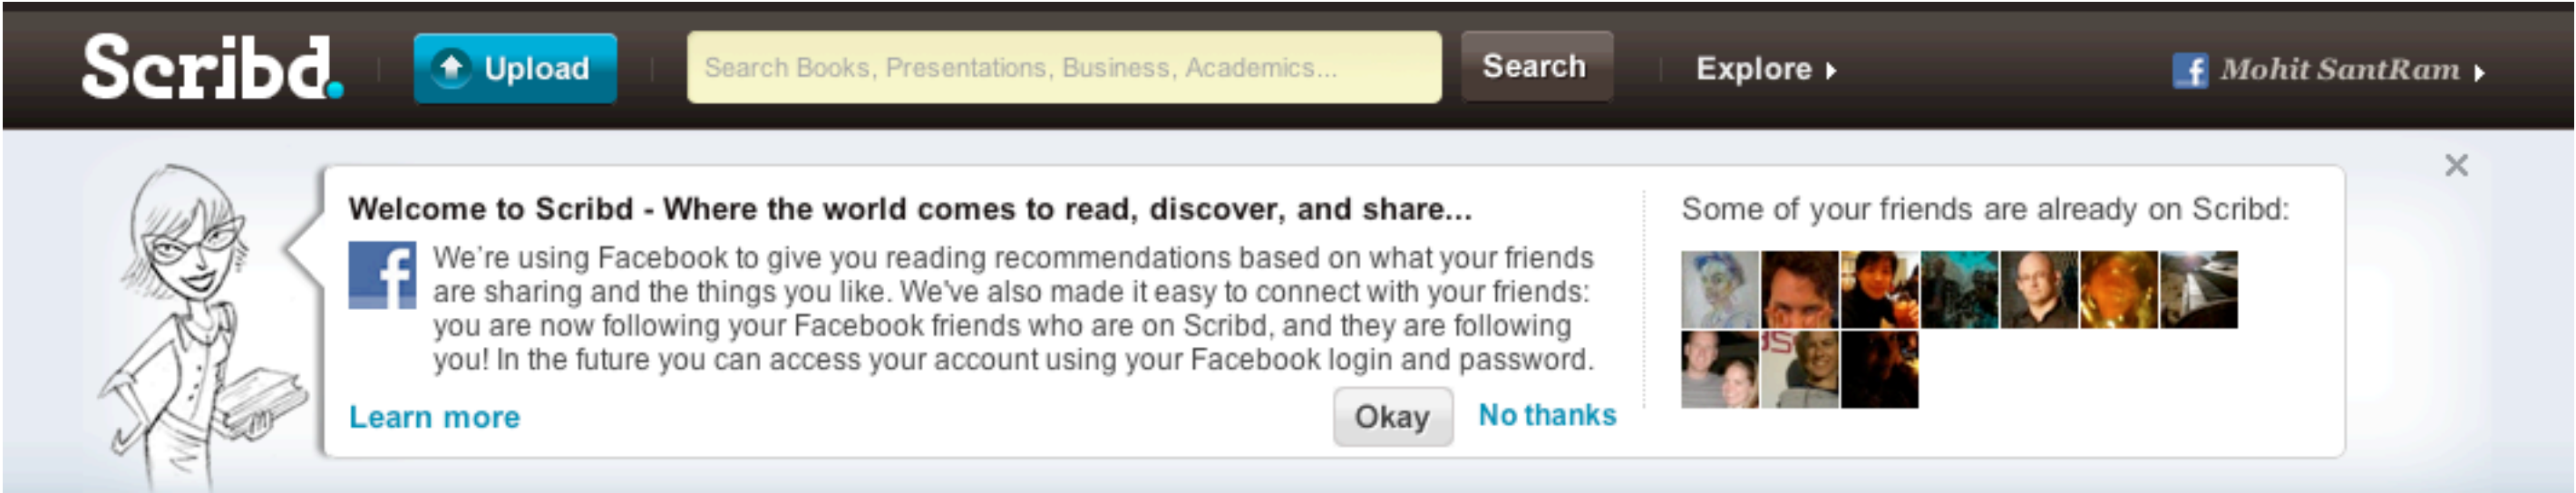 Scribd.
Upload
Search Books, Presentations, Business, Academics...
Search
Explore
f Mohit SantRam
Welcome to Scribd - Where the world comes to read, discover, and share...
f
We're using Facebook to give you reading recommendations based on what your friends
are sharing and the things you like. We've also made it easy to connect with your friends:
you are now following your Facebook friends who are on Scribd, and they are following
you! In the future you can access your account using your Facebook login and password.
Learn more
Okay
No thanks
Some of your friends are already on Scribd: